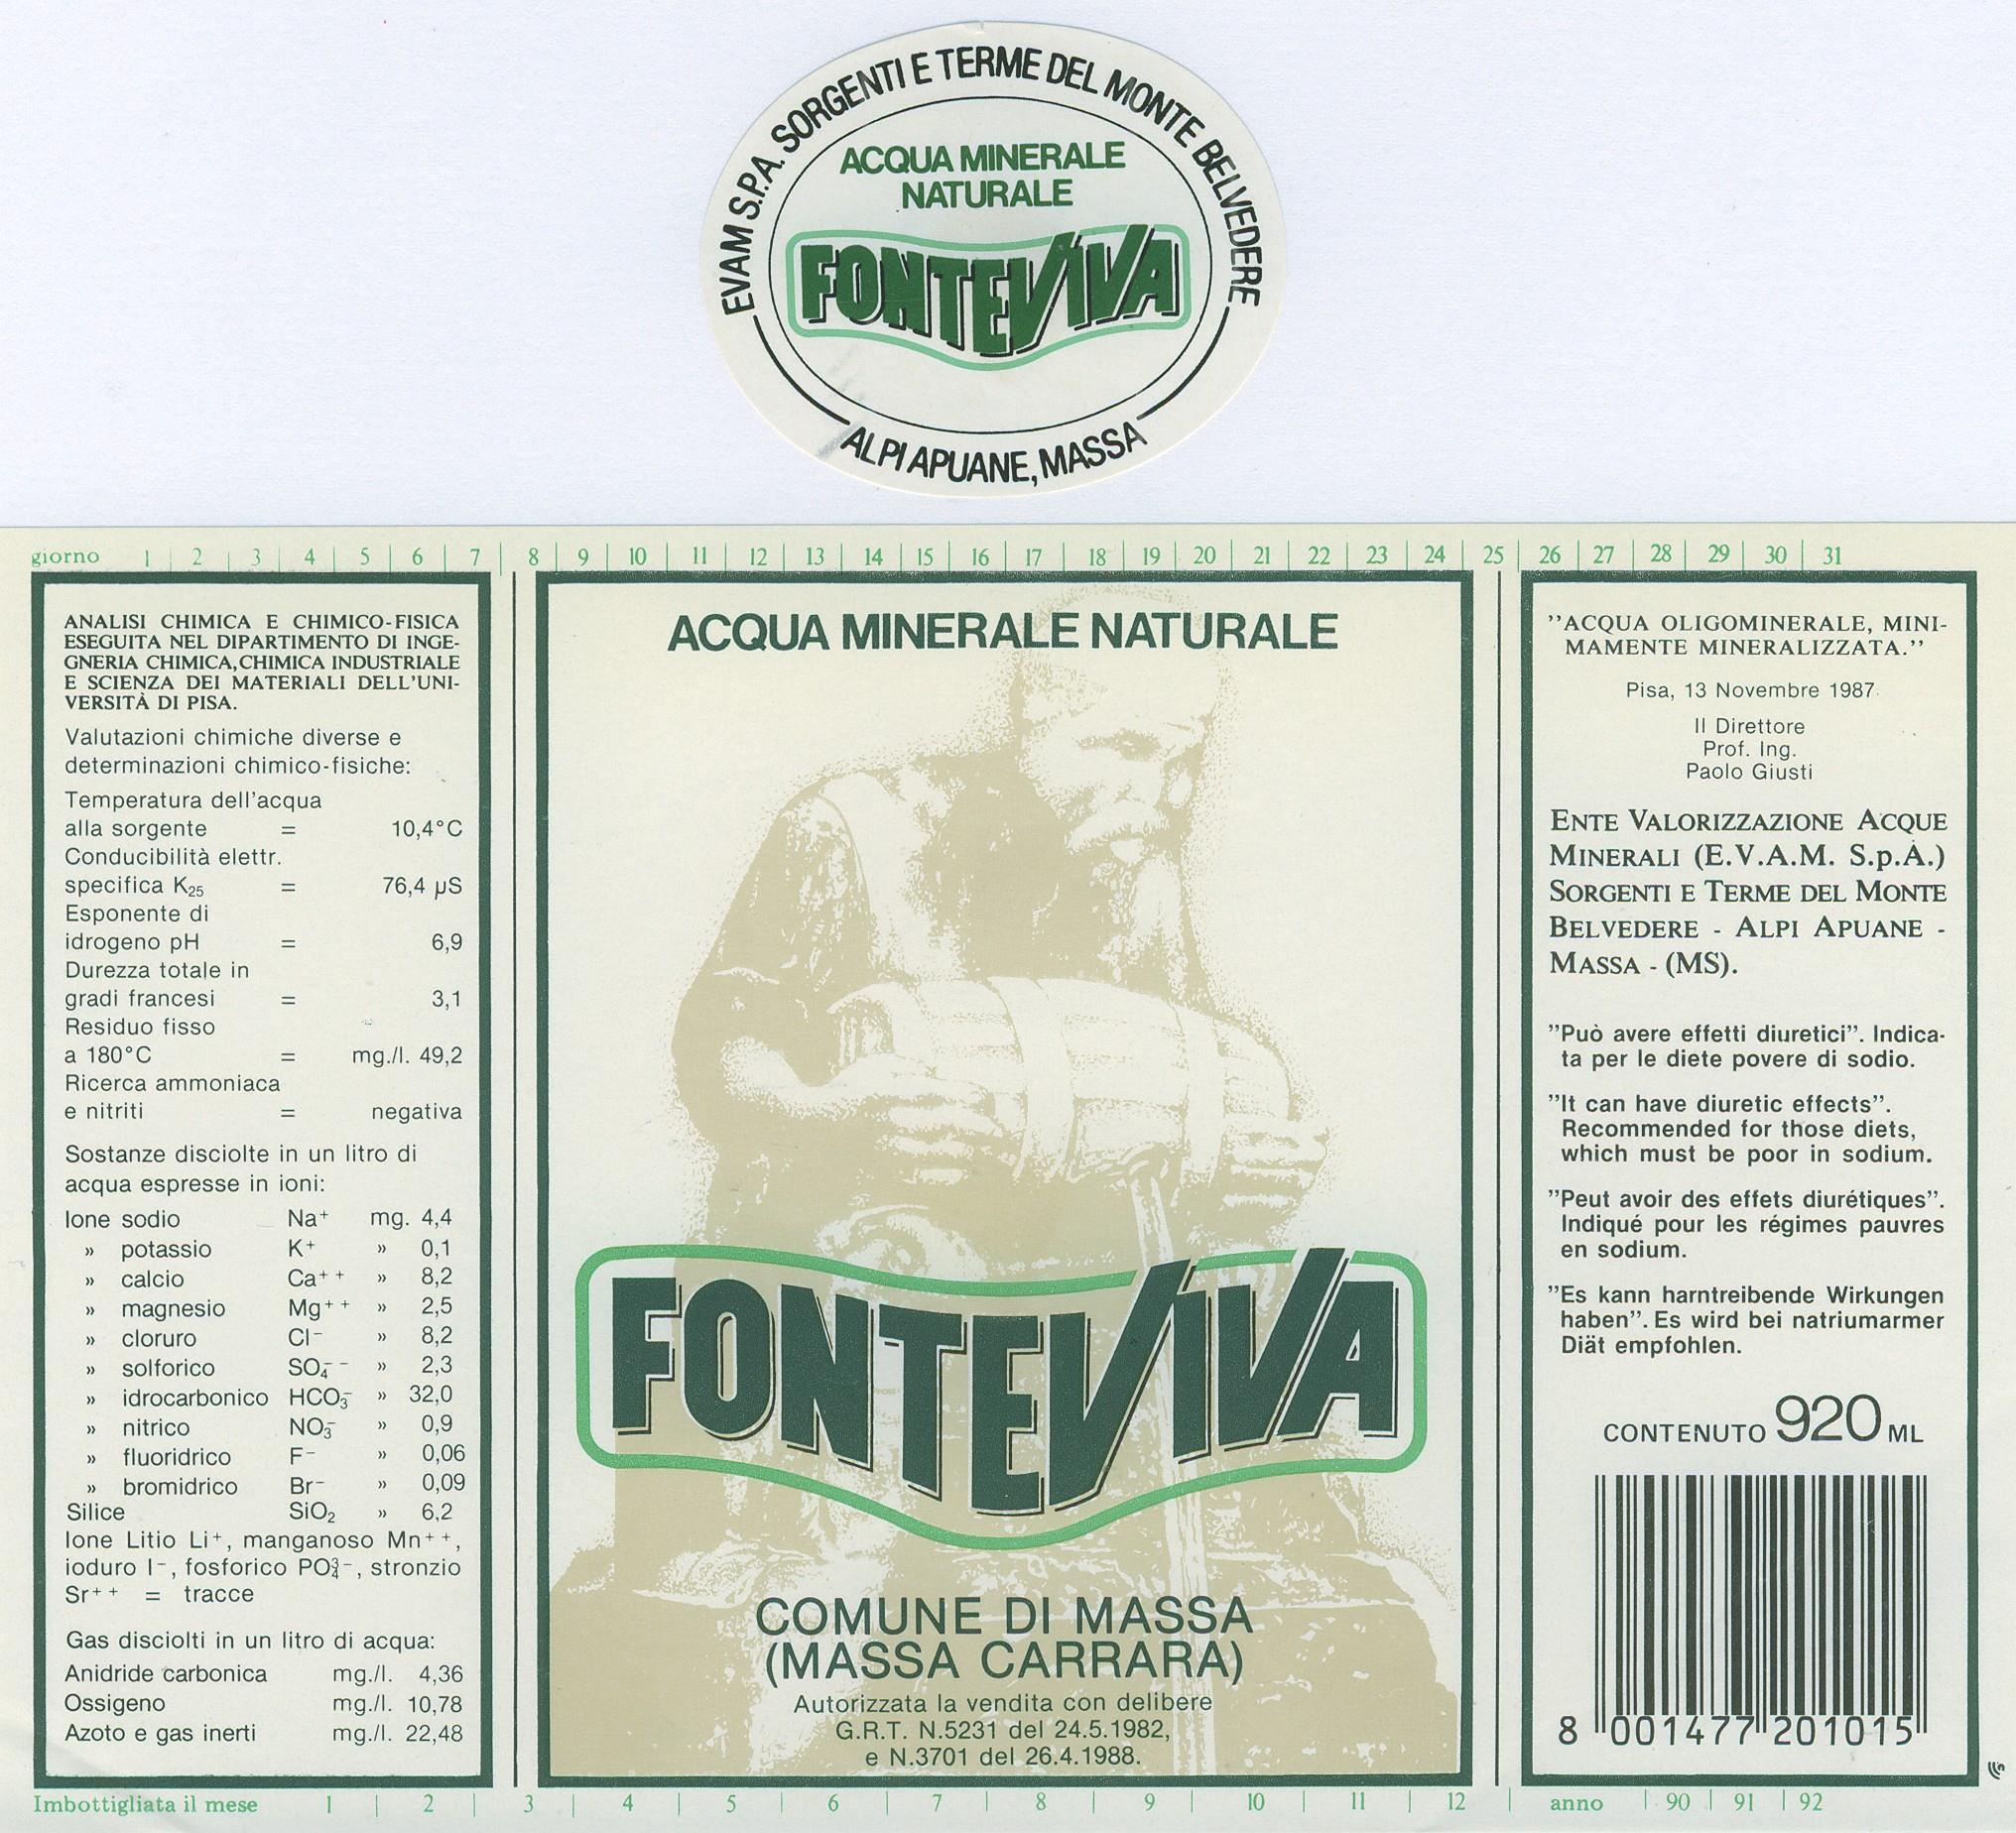 EVAM S.P.A. SORGENTI E TERME DEL MONTE BELVEDERE
ACQUA MINERALE
NATURALE
FONTEVIVA
ALPI APUANE, MASSA
giorno 1 2 3 4 5 6 7 8 9 10 11 12 13 14 15 16 17 18 19 20 21 22 23 24 25 26 27 28 29 30 31
ANALISI CHIMICA E CHIMICO-FISICA
ESEGUITA NEL DIPARTIMENTO DI INGE-
GNERIA CHIMICA, CHIMICA INDUSTRIALE
E SCIENZA DEI MATERIALI DELL'UNI-
VERSITÀ DI PISA.
Valutazioni chimiche diverse e
determinazioni chimico-fisiche:
Temperatura dell'acqua
alla sorgente = 10,4°C
Conducibilità elettr.
specifica K25 = 76,4 µS
Esponente di
idrogeno pH = 6,9
Durezza totale in
gradi francesi = 3,1
Residuo fisso
a 180°C = mg./l. 49,2
Ricerca ammoniaca
e nitriti = negativa
Sostanze disciolte in un litro di
acqua espresse in ioni:
Ione sodio Na+ mg. 4,4
» potassio K+ » 0,1
» calcio Ca++ » 8,2
» magnesio Mg++ » 2,5
» cloruro Cl- » 8,2
» solforico SO4-- » 2,3
» idrocarbonico HCO3- » 32,0
» nitrico NO3- » 0,9
» fluoridrico F- » 0,06
» bromidrico Br- » 0,09
Silice SiO2 » 6,2
Ione Litio Li+, manganoso Mn++,
ioduro I-, fosforico PO43-, stronzio
Sr++ = tracce
Gas disciolti in un litro di acqua:
Anidride carbonica mg./l. 4,36
Ossigeno mg./l. 10,78
Azoto e gas inerti mg./l. 22,48
ACQUA MINERALE NATURALE
FONTEVIVA
COMUNE DI MASSA
(MASSA CARRARA)
Autorizzata la vendita con delibere
G.R.T. N.5231 del 24.5.1982,
e N.3701 del 26.4.1988.
''ACQUA OLIGOMINERALE, MINI-
MAMENTE MINERALIZZATA.''
Pisa, 13 Novembre 1987.
Il Direttore
Prof. Ing.
Paolo Giusti
ENTE VALORIZZAZIONE ACQUE
MINERALI (E.V.A.M. S.p.A.)
SORGENTI E TERME DEL MONTE
BELVEDERE - ALPI APUANE -
MASSA - (MS).
''Può avere effetti diuretici''. Indica-
ta per le diete povere di sodio.
''It can have diuretic effects''.
Recommended for those diets,
which must be poor in sodium.
''Peut avoir des effets diurétiques''.
Indiqué pour les régimes pauvres
en sodium.
''Es kann harntreibende Wirkungen
haben''. Es wird bei natriumarmer
Diät empfohlen.
CONTENUTO 920 ML
8 001477 201015
Imbottigliata il mese 1 2 3 4 5 6 7 8 9 10 11 12 anno 90 91 92